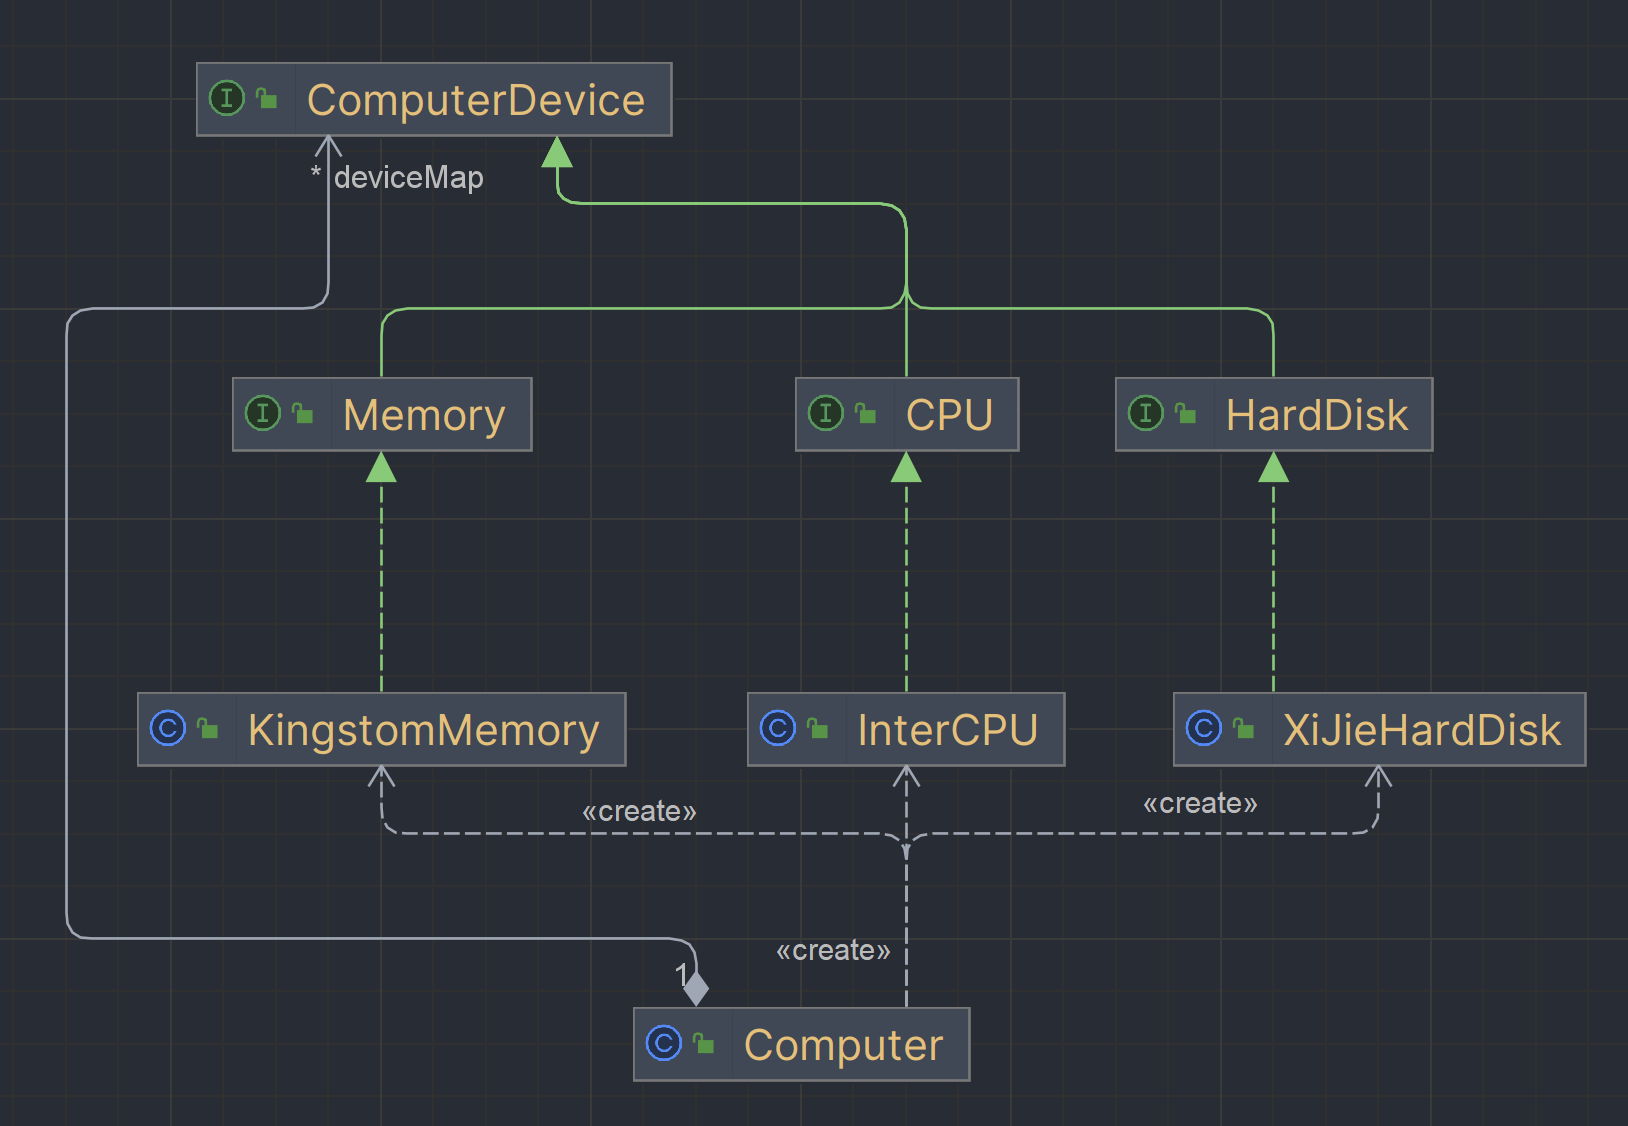 ComputerDevice
* deviceMap
Memory
CPU
HardDisk
KingstomMemory
InterCPU
XiJieHardDisk
«create»
«create»
«create»
1
Computer